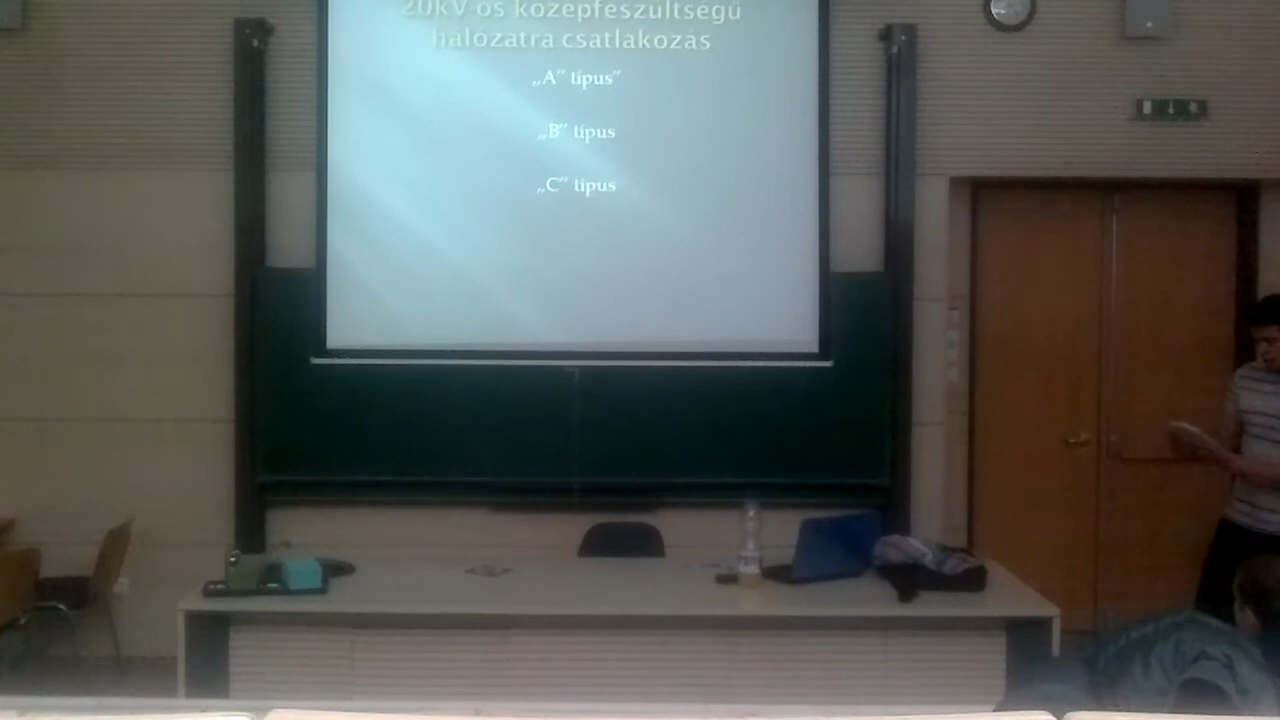 20kV-os középfeszültségű
hálózatra csatlakozás
„A” típus”
„B” típus
„C” típus